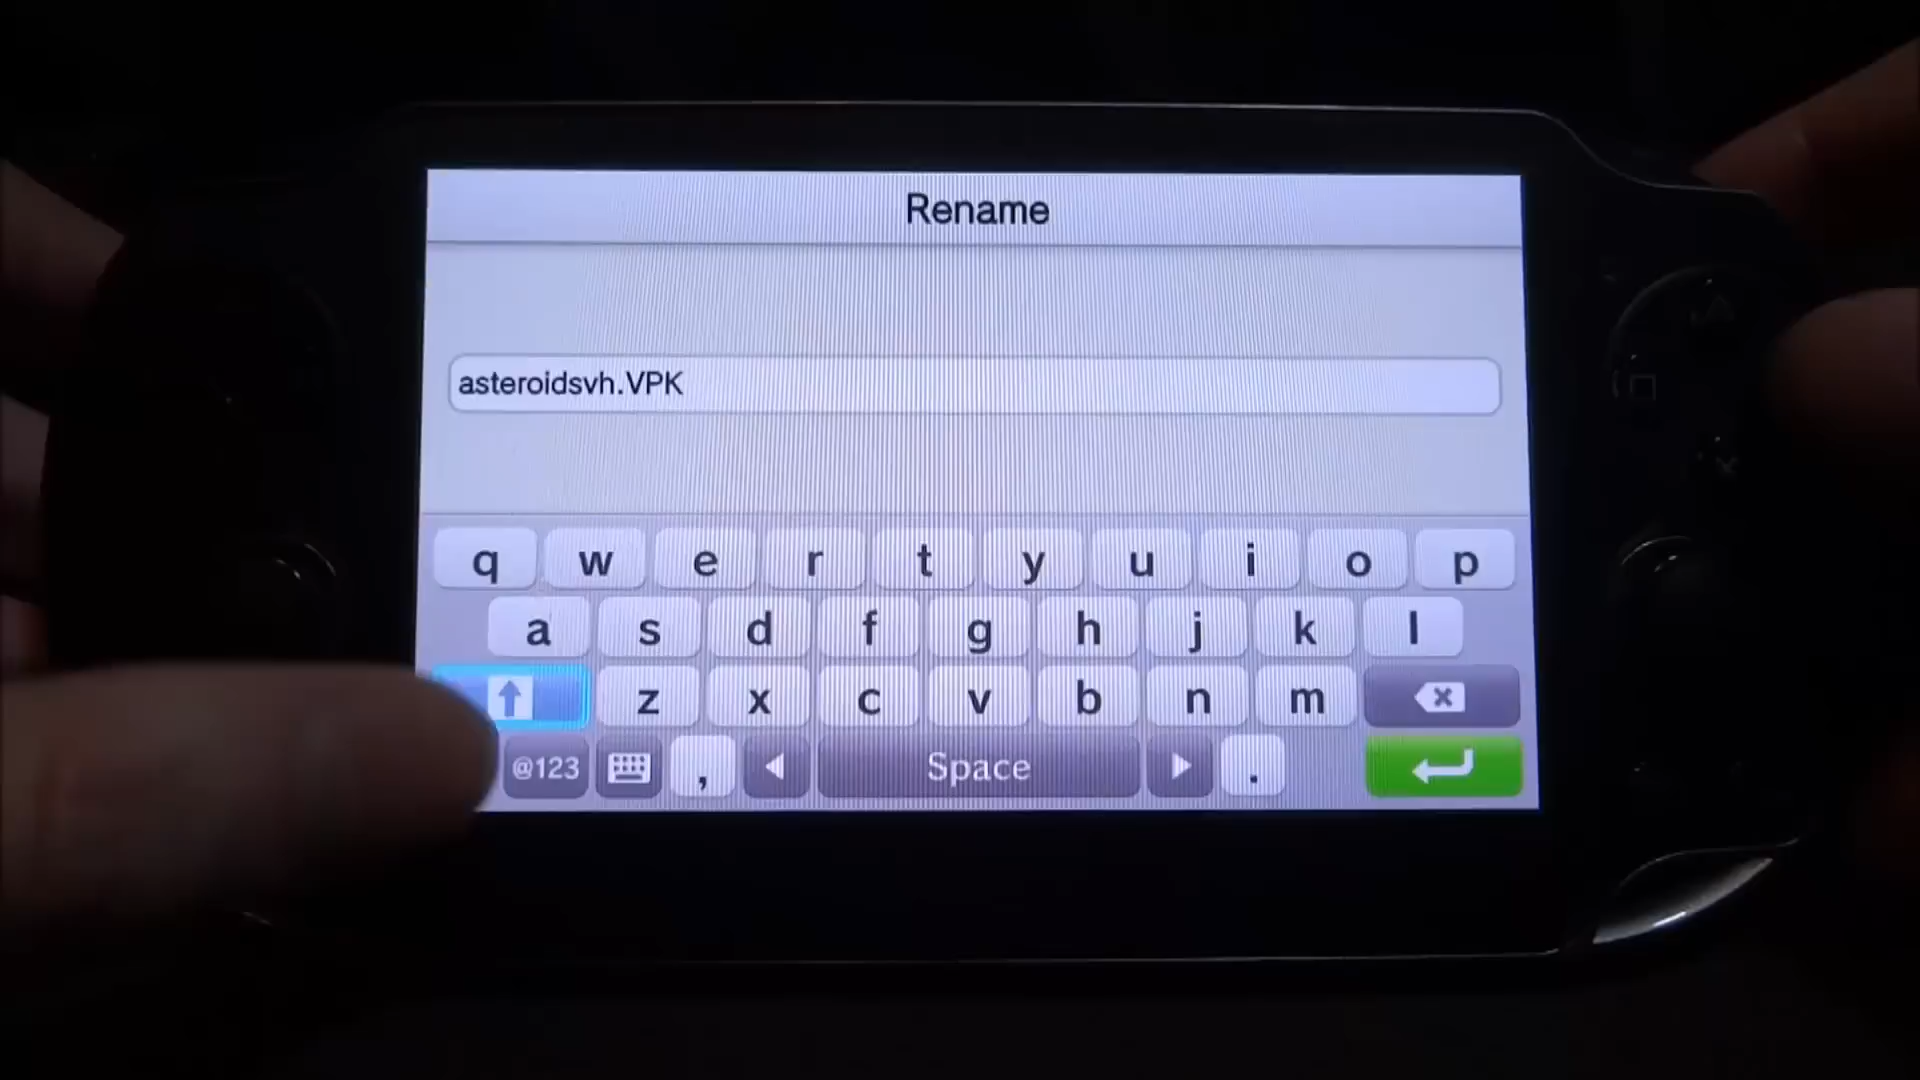 Rename
asteroidsvh.VPK
q w e r t y u i o p
a s d f g h j k l
z x c v b n m
@123 , Space .